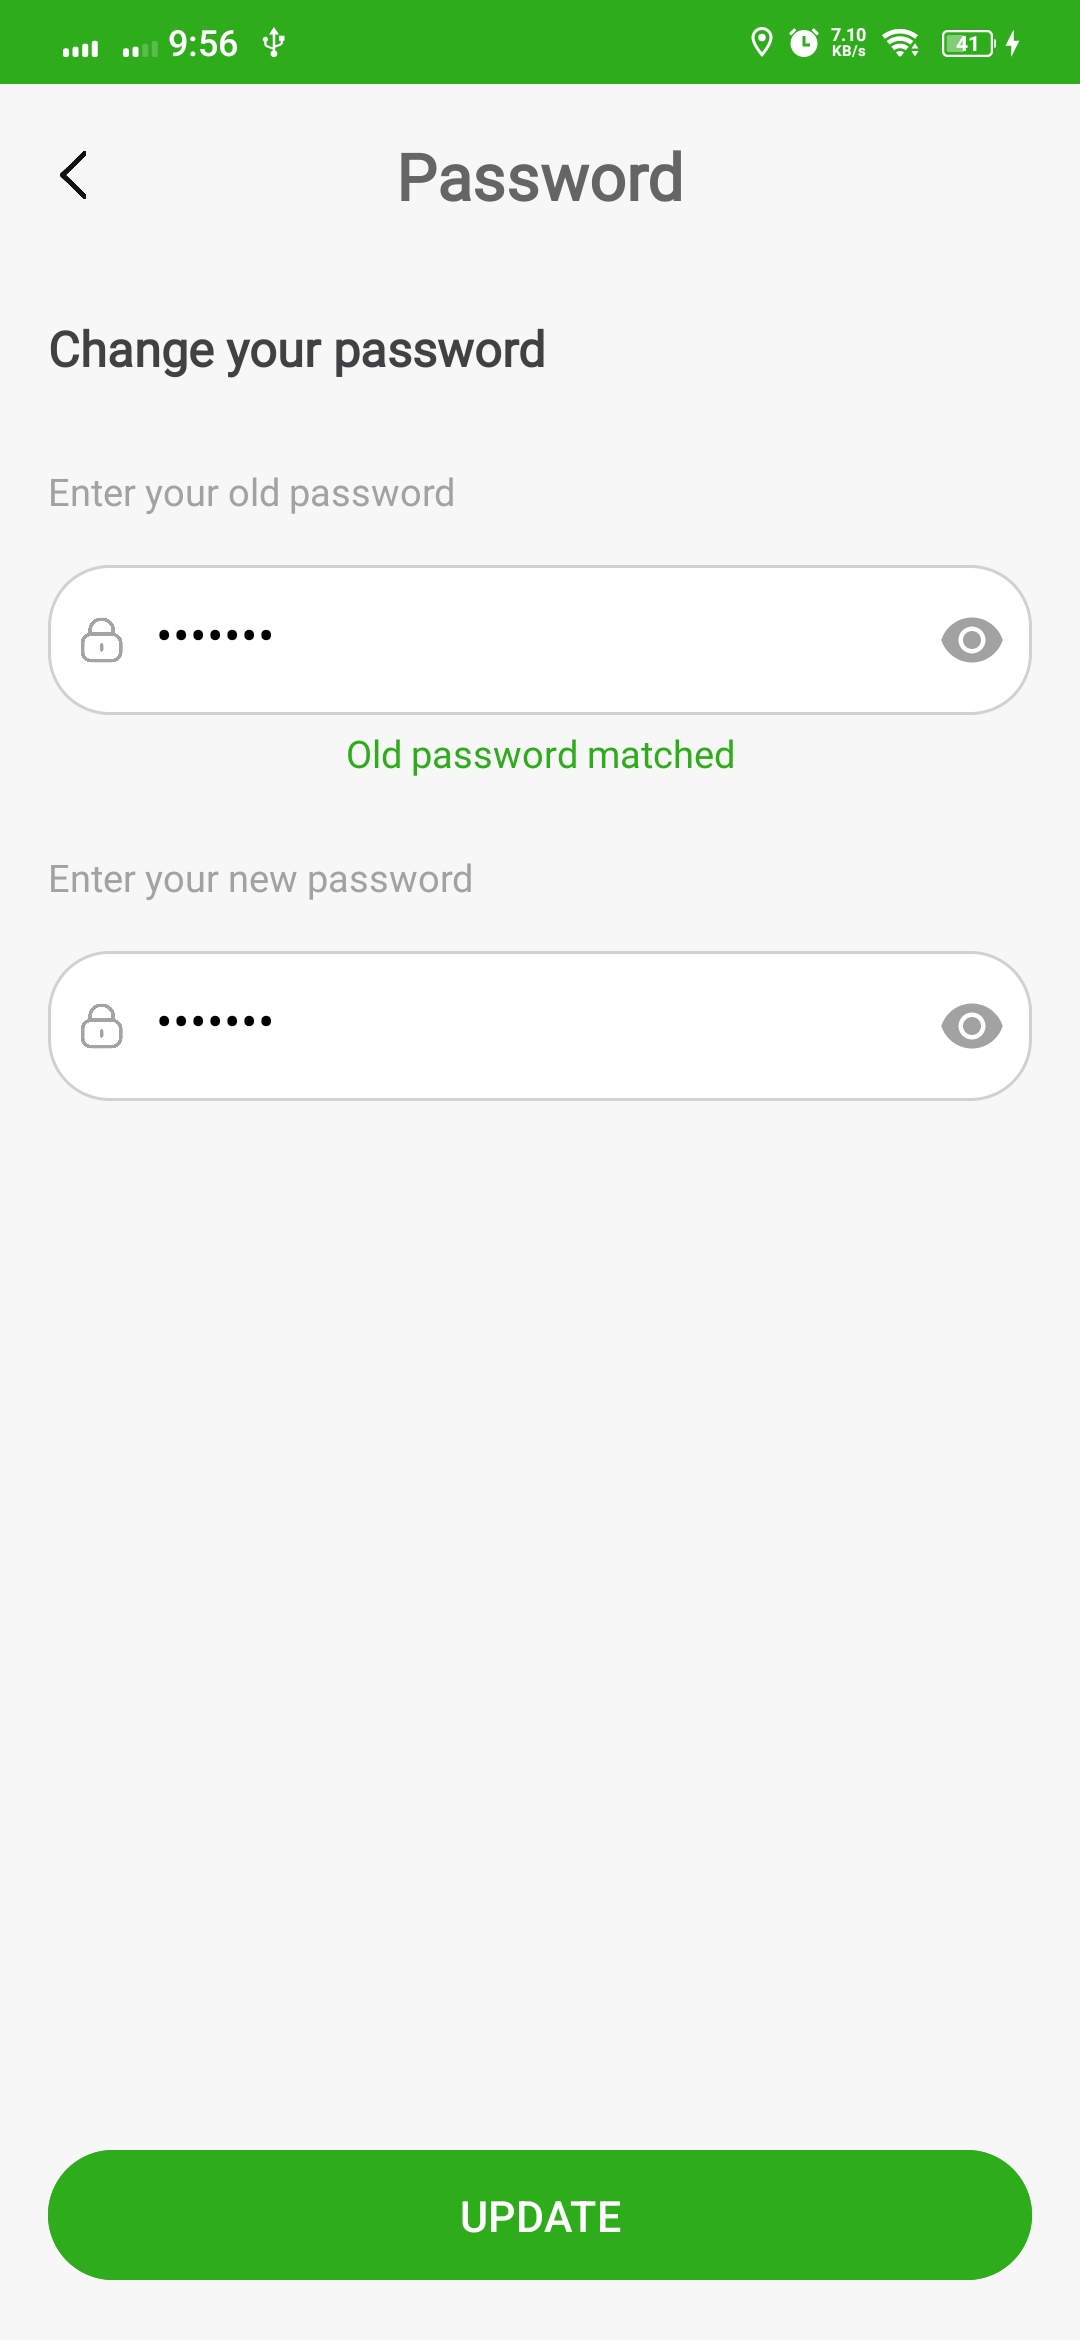 9:56
7.10
KB/s
41
Password
Change your password
Enter your old password
•••••••
Old password matched
Enter your new password
•••••••
UPDATE